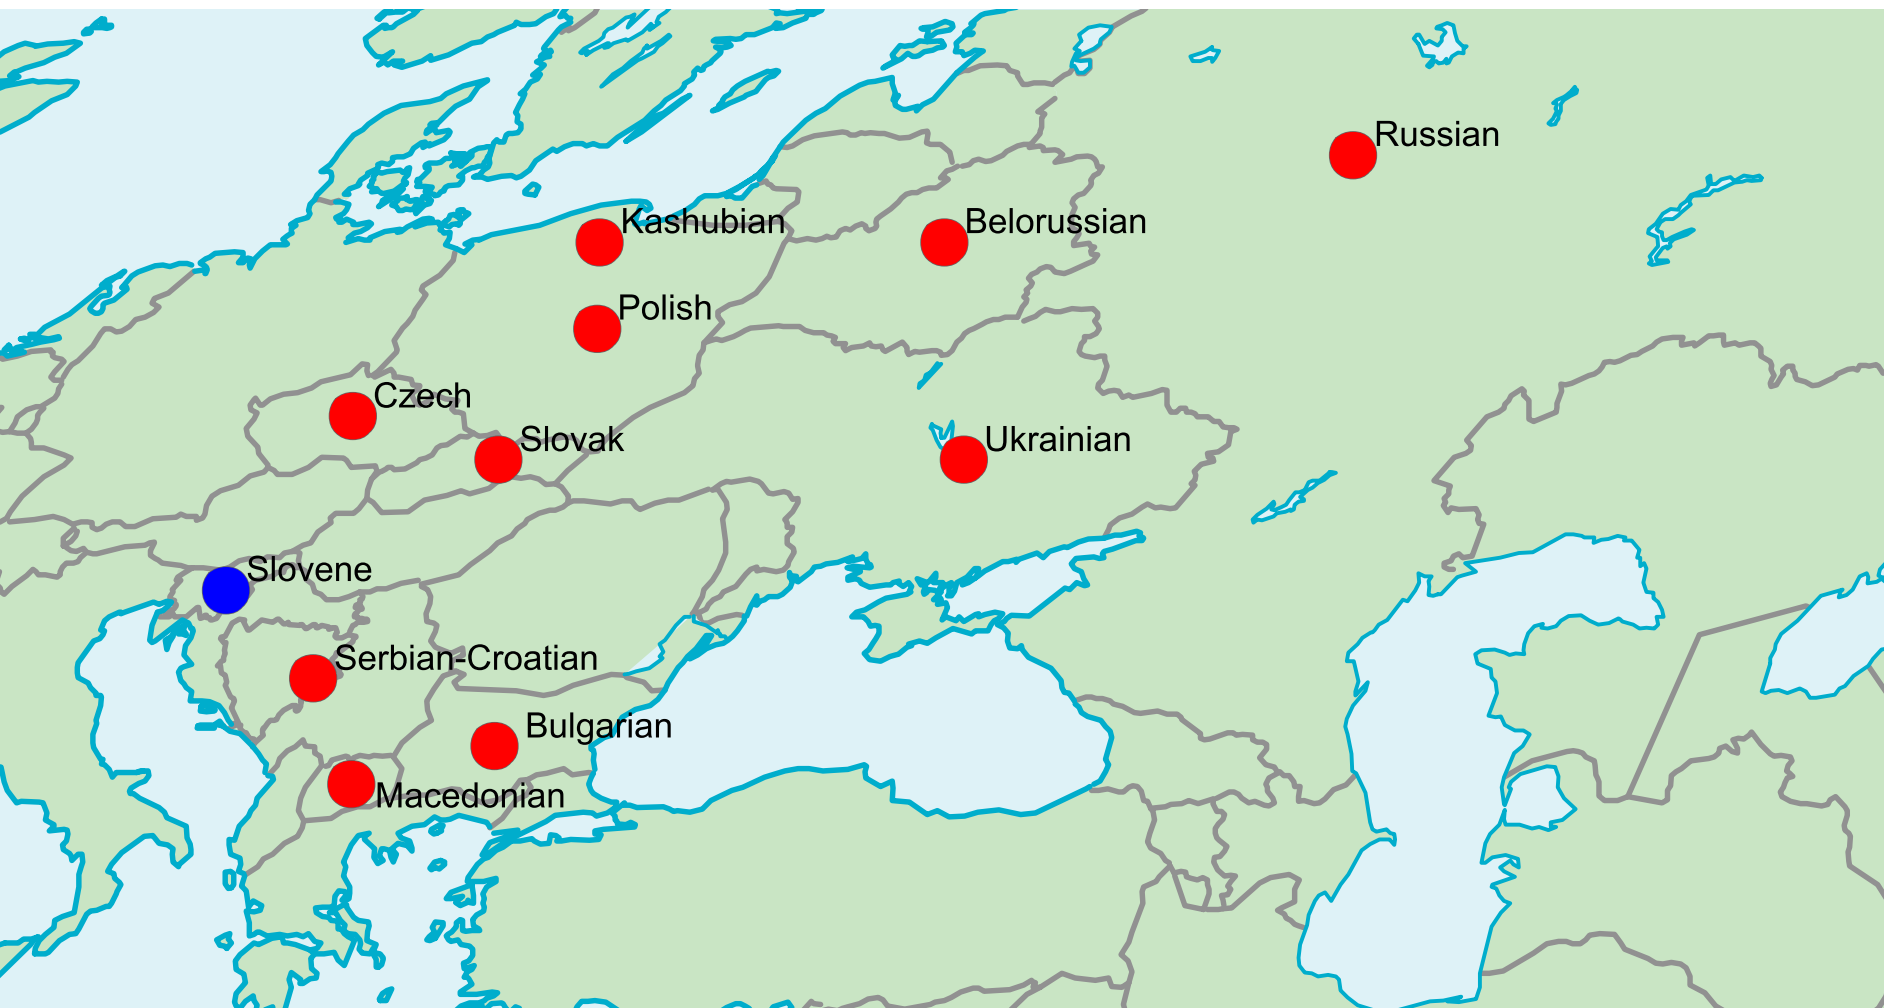 Russian
Kashubian
Belorussian
Polish
Czech
Slovak
Ukrainian
Slovene
Serbian-Croatian
Bulgarian
Macedonian